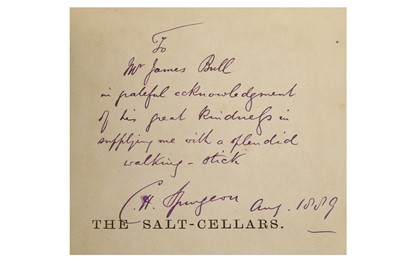 To
Mr James Bull
in grateful acknowledgment
of his great kindness in
supplying me with a splendid
walking-stick
C. H. Spurgeon Aug. 1889
THE SALT-CELLARS.